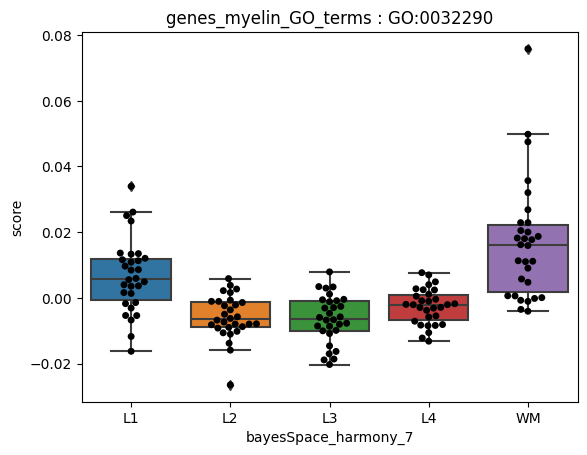 genes_myelin_GO_terms : GO:0032290
0.08
0.06
0.04
0.02
0.00
−0.02
score
L1 L2 L3 L4 WM
bayesSpace_harmony_7